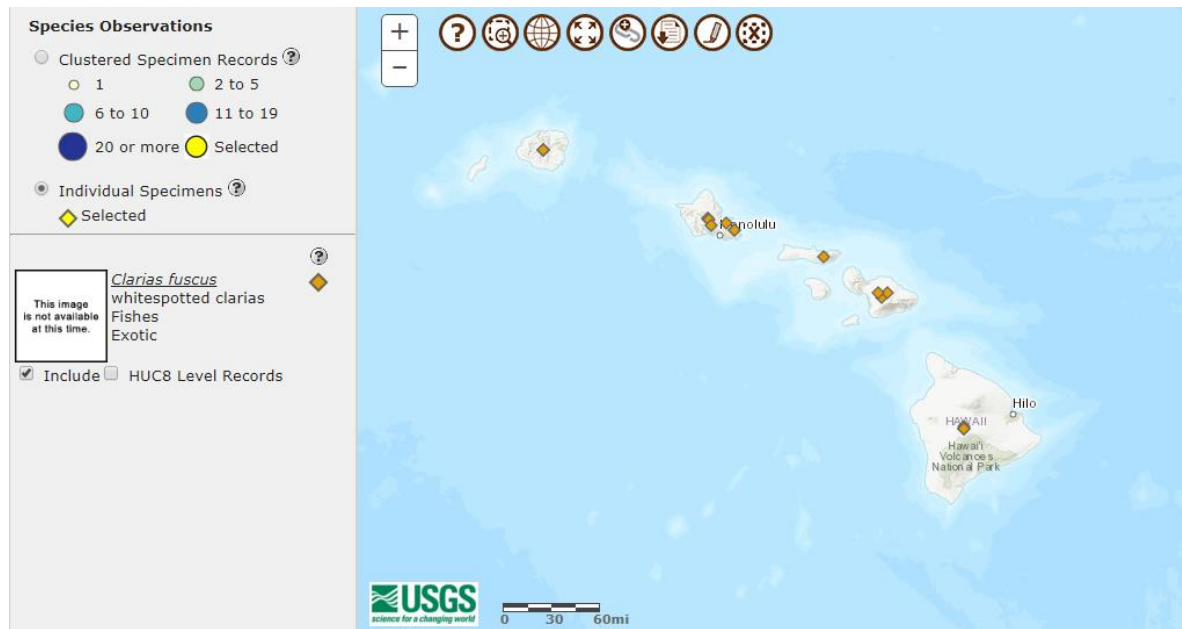 Species Observations
Clustered Specimen Records ?
1
2 to 5
6 to 10
11 to 19
20 or more
Selected
Individual Specimens ?
Selected
?
This image
is not available
at this time.
Clarias fuscus
whitespotted clarias
Fishes
Exotic
Include
HUC8 Level Records
+
−
?
Honolulu
Hilo
HAWAII
Hawai'i
Volcanoes
National Park
USGS
science for a changing world
0 30 60mi